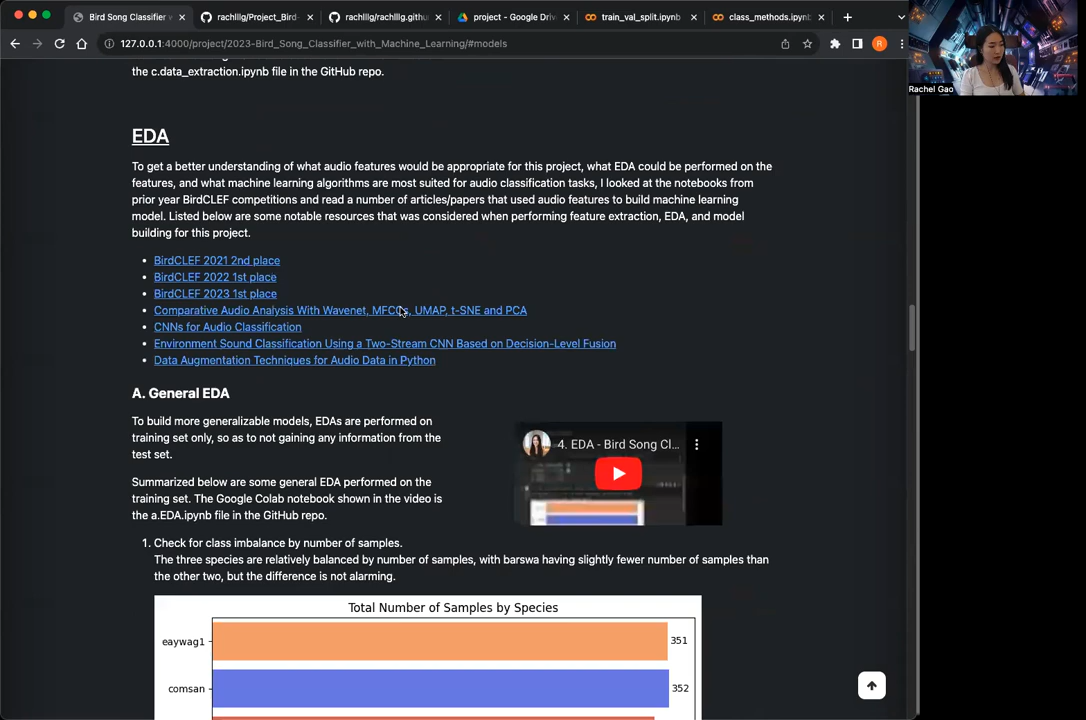 Bird Song Classifier v
rachlllg/Project_Bird-
rachlllg/rachlllg.githu
project - Google Driv
train_val_split.ipynb
class_methods.ipynb
127.0.0.1:4000/project/2023-Bird_Song_Classifier_with_Machine_Learning/#models
R
Rachel Gao
the c.data_extraction.ipynb file in the GitHub repo.
EDA
To get a better understanding of what audio features would be appropriate for this project, what EDA could be performed on the
features, and what machine learning algorithms are most suited for audio classification tasks, I looked at the notebooks from
prior year BirdCLEF competitions and read a number of articles/papers that used audio features to build machine learning
model. Listed below are some notable resources that was considered when performing feature extraction, EDA, and model
building for this project.
• BirdCLEF 2021 2nd place
• BirdCLEF 2022 1st place
• BirdCLEF 2023 1st place
• Comparative Audio Analysis With Wavenet, MFCCs, UMAP, t-SNE and PCA
• CNNs for Audio Classification
• Environment Sound Classification Using a Two-Stream CNN Based on Decision-Level Fusion
• Data Augmentation Techniques for Audio Data in Python
A. General EDA
To build more generalizable models, EDAs are performed on
training set only, so as to not gaining any information from the
test set.
Summarized below are some general EDA performed on the
training set. The Google Colab notebook shown in the video is
the a.EDA.ipynb file in the GitHub repo.
4. EDA - Bird Song Cl...
1. Check for class imbalance by number of samples.
The three species are relatively balanced by number of samples, with barswa having slightly fewer number of samples than
the other two, but the difference is not alarming.
Total Number of Samples by Species
eaywag1
351
comsan
352